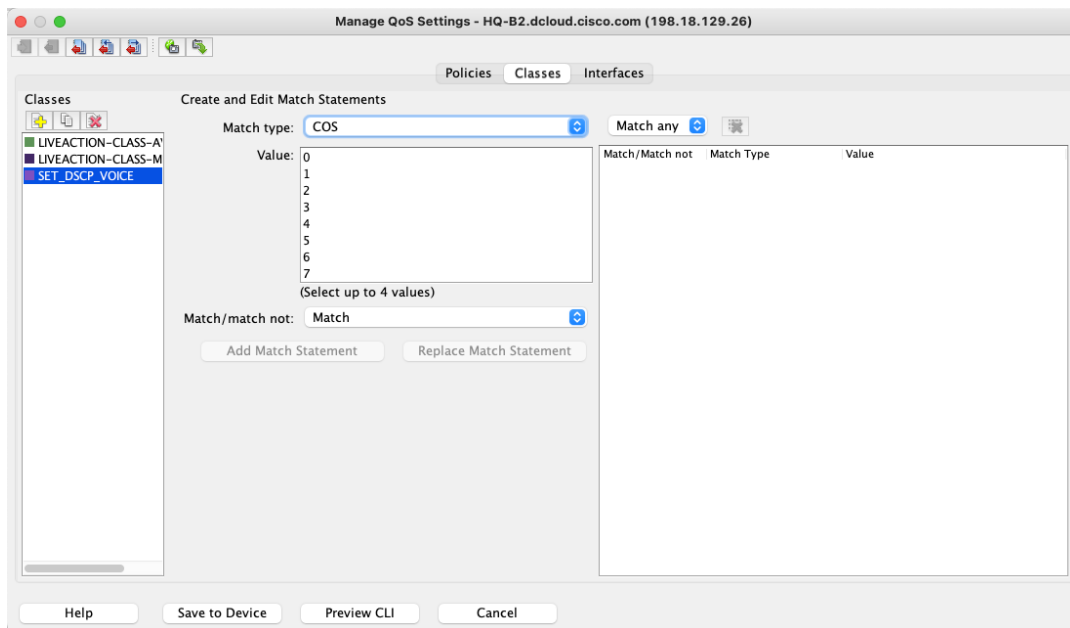 Manage QoS Settings - HQ-B2.dcloud.cisco.com (198.18.129.26)
Policies Classes Interfaces
Classes
LIVEACTION-CLASS-A
LIVEACTION-CLASS-M
SET_DSCP_VOICE
Create and Edit Match Statements
Match type: COS
Value:
0
1
2
3
4
5
6
7
(Select up to 4 values)
Match/match not: Match
Add Match Statement Replace Match Statement
Match any
Match/Match not Match Type Value
Help Save to Device Preview CLI Cancel